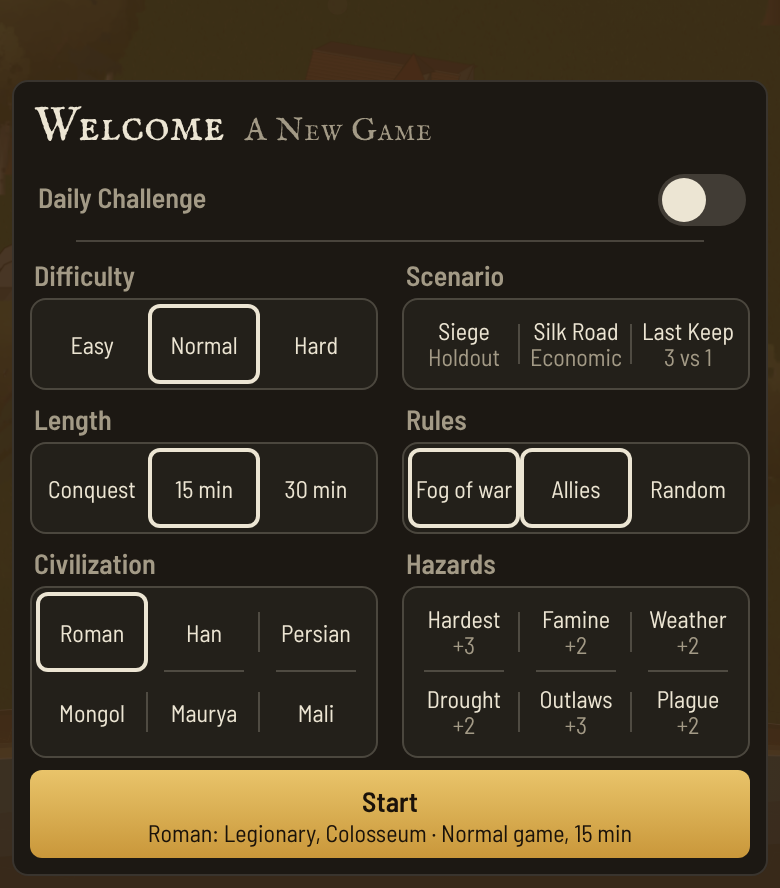 Welcome A New Game
Daily Challenge
Difficulty
Easy Normal Hard
Scenario
Siege Silk Road Last Keep
Holdout Economic 3 vs 1
Length
Conquest 15 min 30 min
Rules
Fog of war Allies Random
Civilization
Roman Han Persian
Mongol Maurya Mali
Hazards
Hardest Famine Weather
+3 +2 +2
Drought Outlaws Plague
+2 +3 +2
Start
Roman: Legionary, Colosseum · Normal game, 15 min